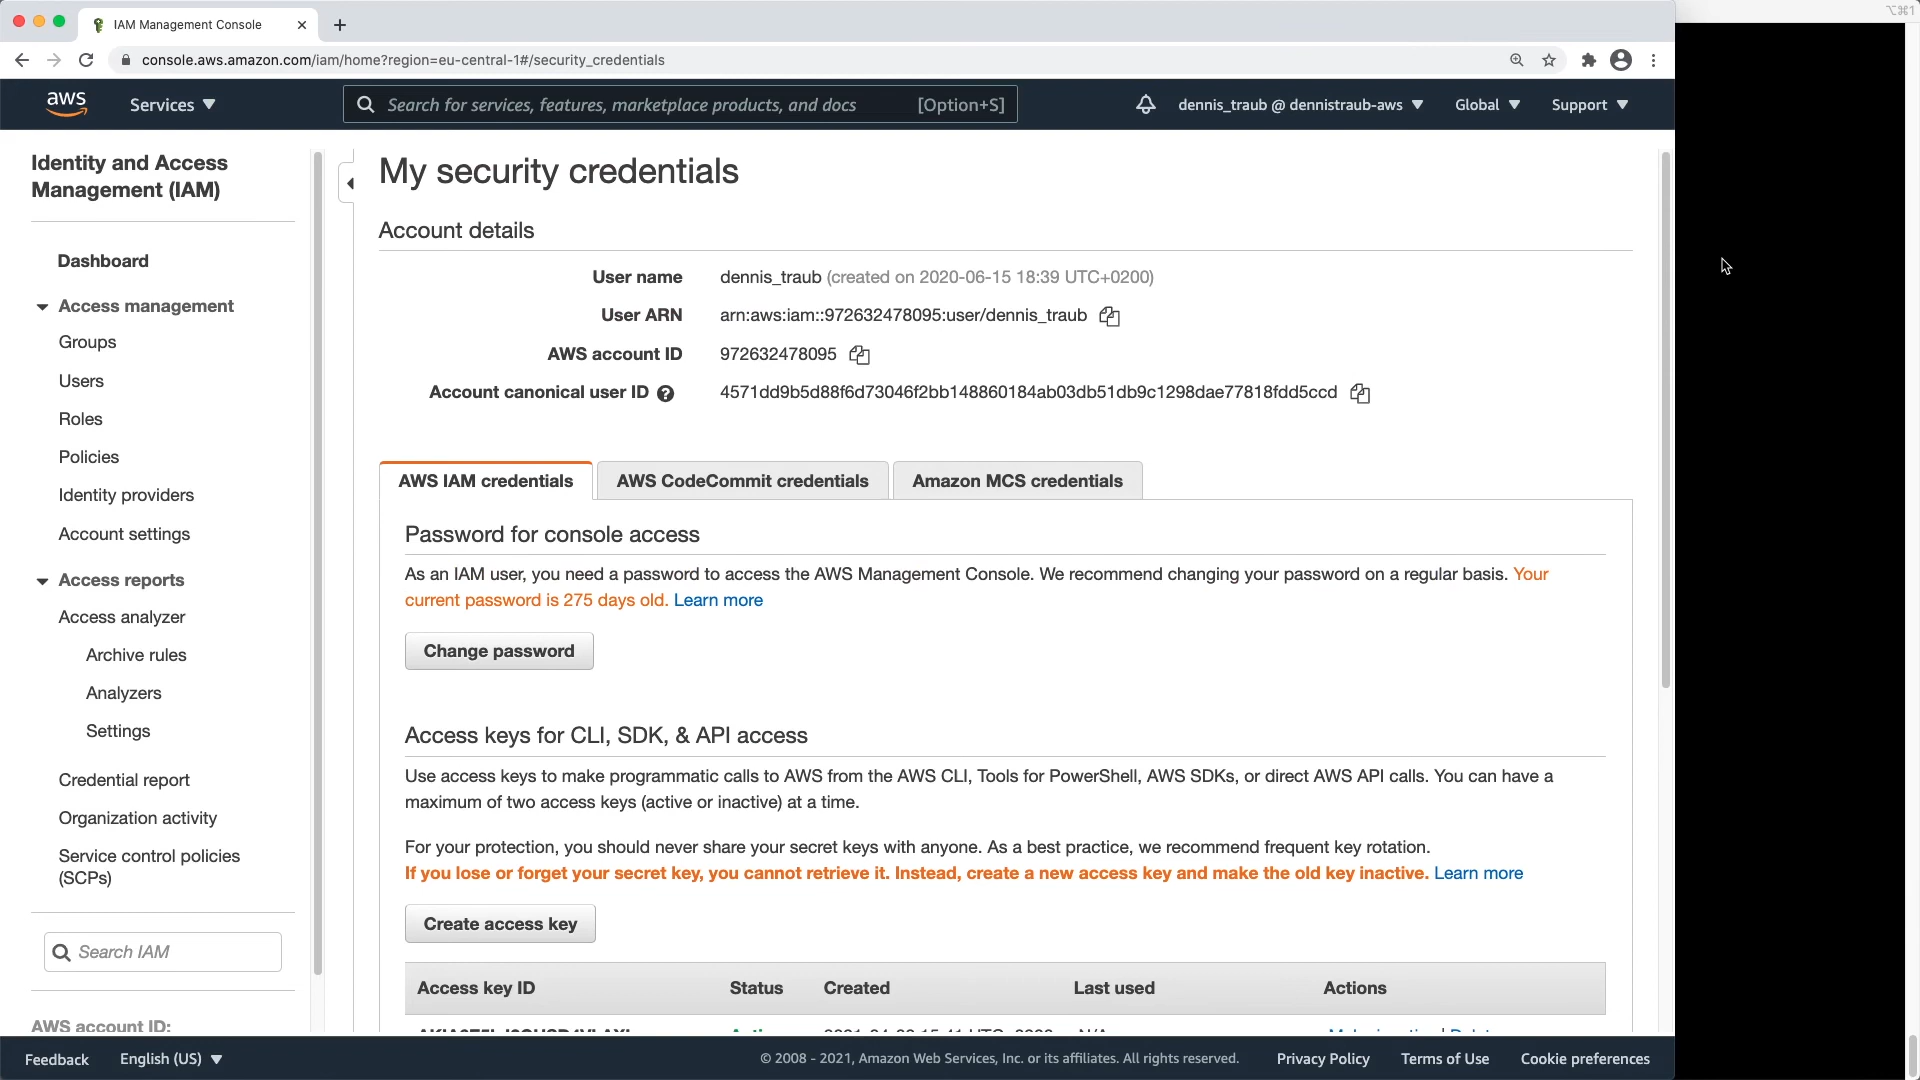 ⌥⌘1
IAM Management Console
console.aws.amazon.com/iam/home?region=eu-central-1#/security_credentials
aws
Services
Search for services, features, marketplace products, and docs
[Option+S]
dennis_traub @ dennistraub-aws
Global
Support
Identity and Access
Management (IAM)
Dashboard
Access management
Groups
Users
Roles
Policies
Identity providers
Account settings
Access reports
Access analyzer
Archive rules
Analyzers
Settings
Credential report
Organization activity
Service control policies
(SCPs)
Search IAM
AWS account ID:
My security credentials
Account details
User name dennis_traub (created on 2020-06-15 18:39 UTC+0200)
User ARN arn:aws:iam::972632478095:user/dennis_traub
AWS account ID 972632478095
Account canonical user ID 4571dd9b5d88f6d73046f2bb148860184ab03db51db9c1298dae77818fdd5ccd
AWS IAM credentials
AWS CodeCommit credentials
Amazon MCS credentials
Password for console access
As an IAM user, you need a password to access the AWS Management Console. We recommend changing your password on a regular basis. Your
current password is 275 days old. Learn more
Change password
Access keys for CLI, SDK, & API access
Use access keys to make programmatic calls to AWS from the AWS CLI, Tools for PowerShell, AWS SDKs, or direct AWS API calls. You can have a
maximum of two access keys (active or inactive) at a time.
For your protection, you should never share your secret keys with anyone. As a best practice, we recommend frequent key rotation.
If you lose or forget your secret key, you cannot retrieve it. Instead, create a new access key and make the old key inactive. Learn more
Create access key
Access key ID Status Created Last used Actions
Feedback
English (US)
© 2008 - 2021, Amazon Web Services, Inc. or its affiliates. All rights reserved.
Privacy Policy
Terms of Use
Cookie preferences